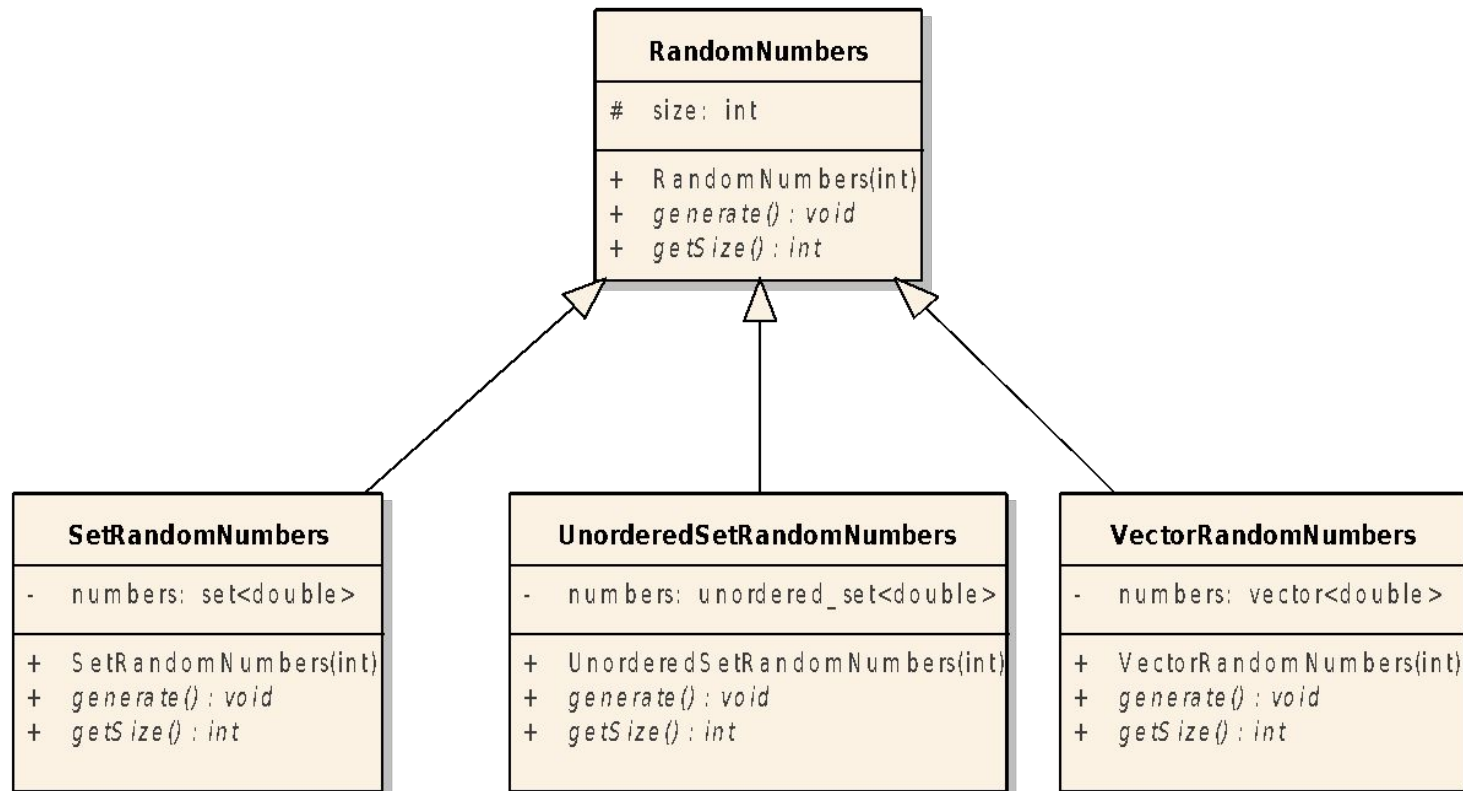 RandomNumbers
# size: int
+ RandomNumbers(int)
+ generate() : void
+ getSize() : int
SetRandomNumbers
- numbers: set<double>
+ SetRandomNumbers(int)
+ generate() : void
+ getSize() : int
UnorderedSetRandomNumbers
- numbers: unordered_set<double>
+ UnorderedSetRandomNumbers(int)
+ generate() : void
+ getSize() : int
VectorRandomNumbers
- numbers: vector<double>
+ VectorRandomNumbers(int)
+ generate() : void
+ getSize() : int